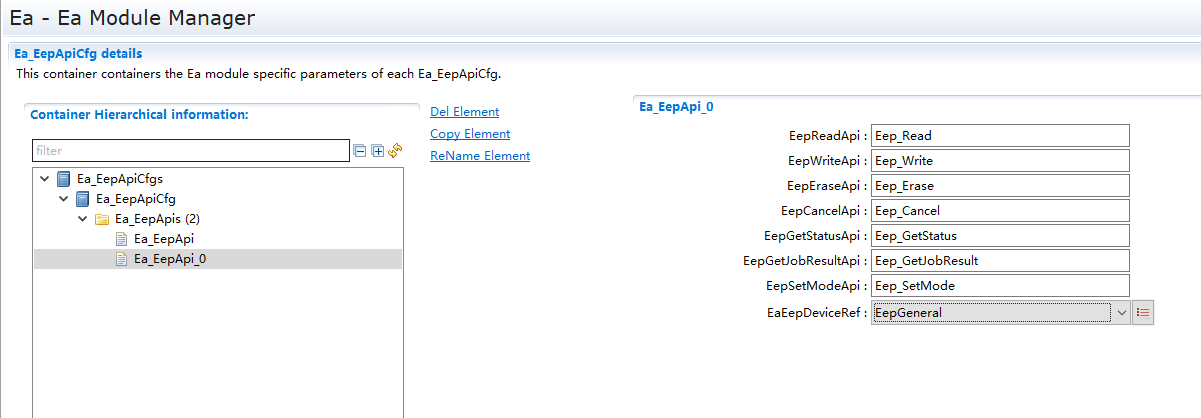 Ea - Ea Module Manager
Ea_EepApiCfg details
This container containers the Ea module specific parameters of each Ea_EepApiCfg.
Container Hierarchical information:
filter
Ea_EepApiCfgs
Ea_EepApiCfg
Ea_EepApis (2)
Ea_EepApi
Ea_EepApi_0
Del Element
Copy Element
ReName Element
Ea_EepApi_0
EepReadApi : Eep_Read
EepWriteApi : Eep_Write
EepEraseApi : Eep_Erase
EepCancelApi : Eep_Cancel
EepGetStatusApi : Eep_GetStatus
EepGetJobResultApi : Eep_GetJobResult
EepSetModeApi : Eep_SetMode
EaEepDeviceRef : EepGeneral